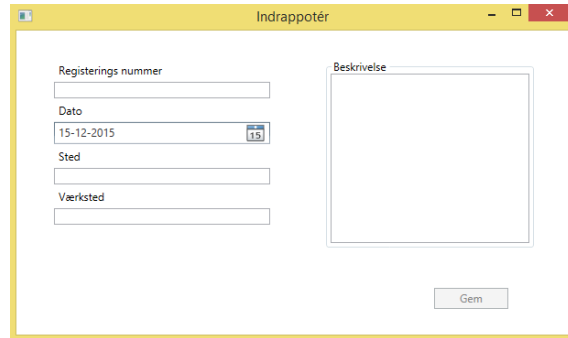 Indrappotér
Registerings nummer
Dato
15-12-2015
15
Sted
Værksted
Beskrivelse
Gem